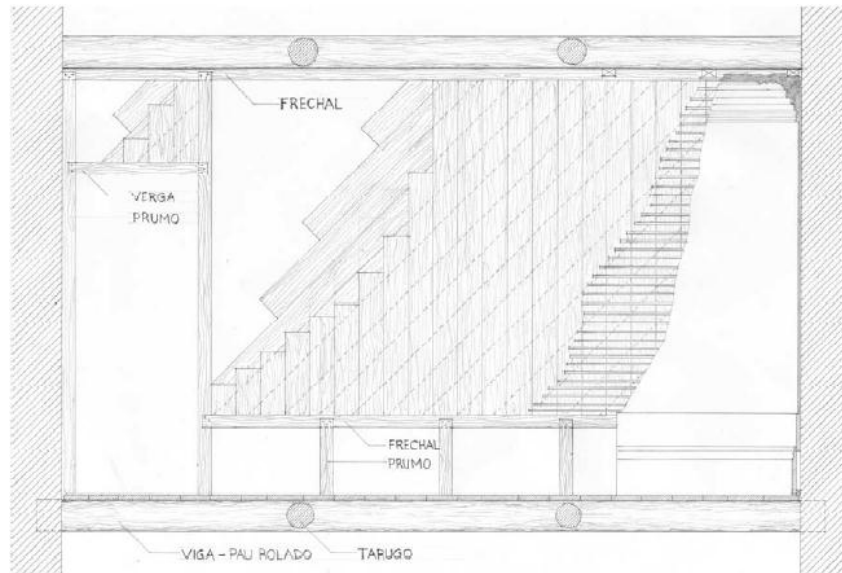 FRECHAL
VERGA
PRUMO
FRECHAL
PRUMO
VIGA - PAU ROLADO
TARUGO